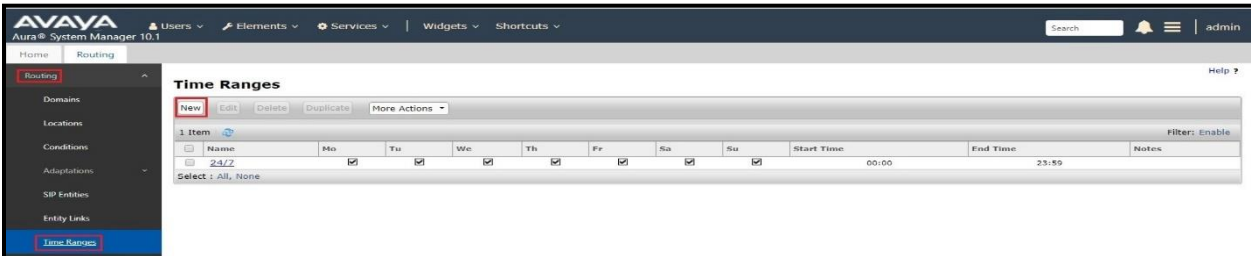 AVAYA
Aura® System Manager 10.1
Users Elements Services | Widgets Shortcuts Search admin
Home Routing
Routing
Domains
Locations
Conditions
Adaptations
SIP Entities
Entity Links
Time Ranges
Help ?
Time Ranges
New Edit Delete Duplicate More Actions
1 Item Filter: Enable
Name Mo Tu We Th Fr Sa Su Start Time End Time Notes
24/7 00:00 23:59
Select : All, None